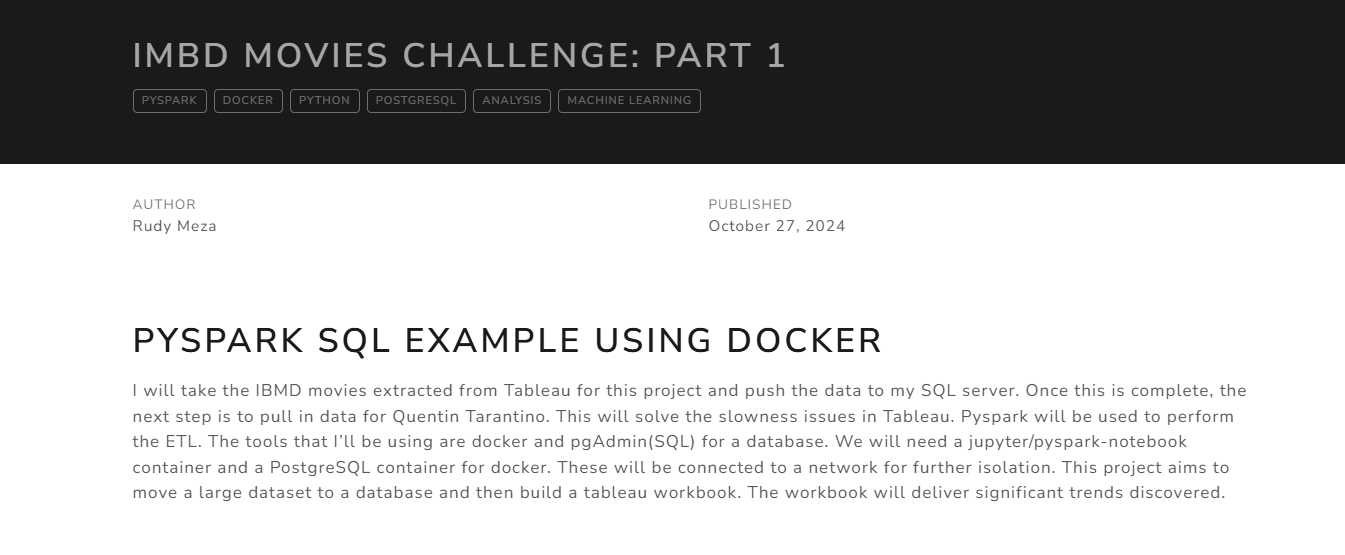 IMBD MOVIES CHALLENGE: PART 1
PYSPARK DOCKER PYTHON POSTGRESQL ANALYSIS MACHINE LEARNING
AUTHOR PUBLISHED
Rudy Meza October 27, 2024
PYSPARK SQL EXAMPLE USING DOCKER
I will take the IBMD movies extracted from Tableau for this project and push the data to my SQL server. Once this is complete, the
next step is to pull in data for Quentin Tarantino. This will solve the slowness issues in Tableau. Pyspark will be used to perform
the ETL. The tools that I'll be using are docker and pgAdmin(SQL) for a database. We will need a jupyter/pyspark-notebook
container and a PostgreSQL container for docker. These will be connected to a network for further isolation. This project aims to
move a large dataset to a database and then build a tableau workbook. The workbook will deliver significant trends discovered.